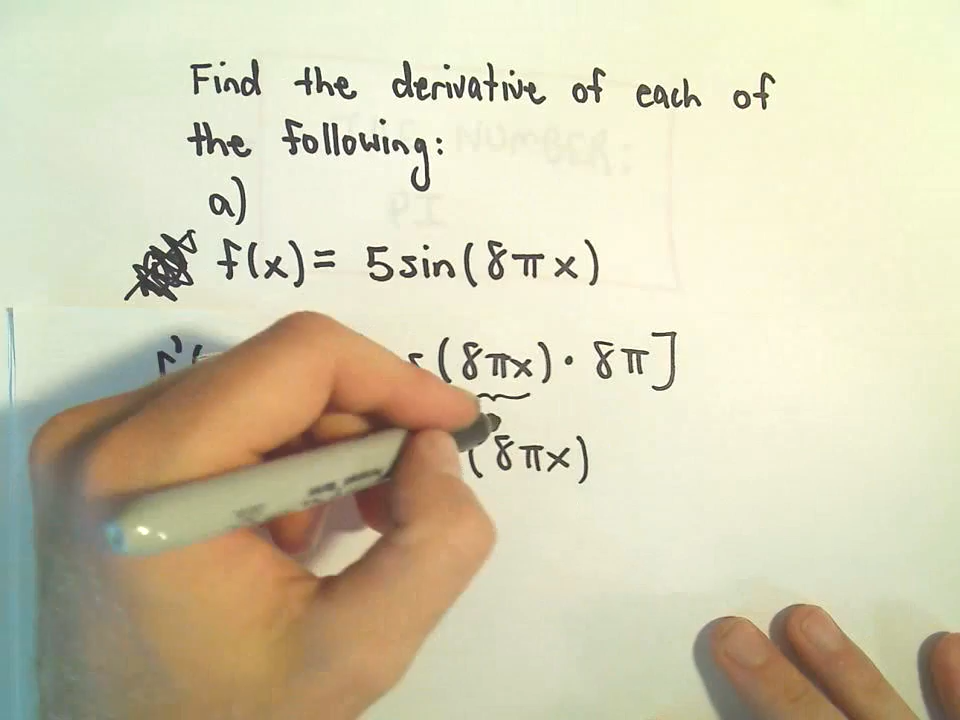 Find the derivative of each of
the following:
a)
f(x) = 5sin(8πx)
(8πx) · 8π]
(8πx)